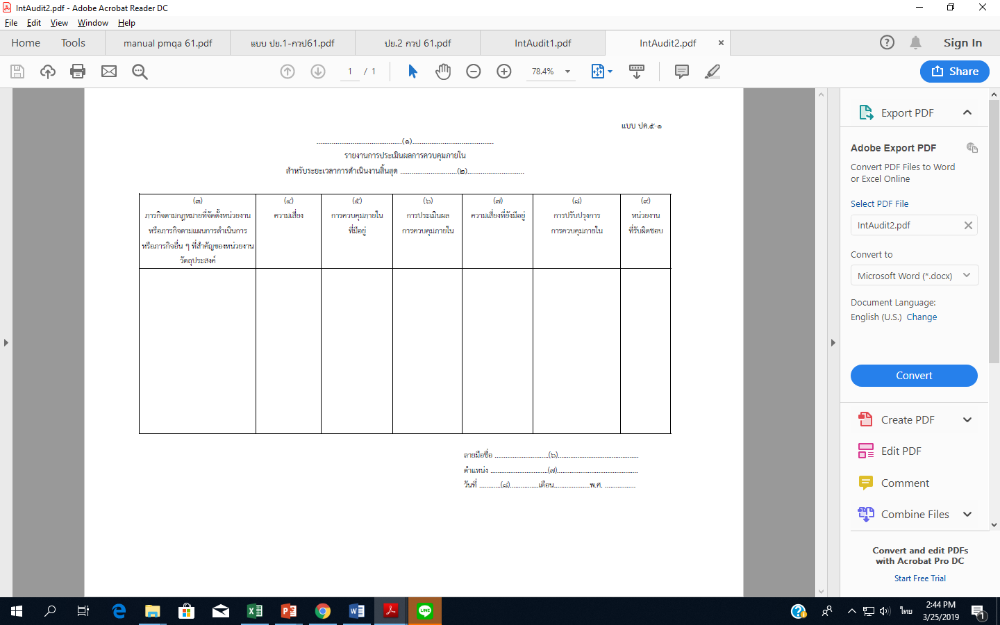 IntAudit2.pdf - Adobe Acrobat Reader DC
File Edit View Window Help
Home Tools manual pmqa 61.pdf แบบ ปย.1-กวป61.pdf ปย.2 กวป 61.pdf IntAudit1.pdf IntAudit2.pdf × Sign In
1 / 1 78.4% Share
แบบ ปค.๕-๑
.............................................(๑)...........................................
รายงานการประเมินผลการควบคุมภายใน
สำหรับระยะเวลาการดำเนินงานสิ้นสุด ..............................(๒)..............................
(๓)
ภารกิจตามกฎหมายที่จัดตั้งหน่วยงาน
หรือภารกิจตามแผนการดำเนินการ
หรือภารกิจอื่น ๆ ที่สำคัญของหน่วยงาน
วัตถุประสงค์
(๔)
ความเสี่ยง
(๕)
การควบคุมภายใน
ที่มีอยู่
(๖)
การประเมินผล
การควบคุมภายใน
(๗)
ความเสี่ยงที่ยังมีอยู่
(๘)
การปรับปรุงการ
การควบคุมภายใน
(๙)
หน่วยงาน
ที่รับผิดชอบ
ลายมือชื่อ ..............................(๖).............................................
ตำแหน่ง ................................(๗).............................................
วันที่ ............(๘)................เดือน....................พ.ศ. .................
Export PDF
Adobe Export PDF
Convert PDF Files to Word
or Excel Online
Select PDF File
IntAudit2.pdf
Convert to
Microsoft Word (*.docx)
Document Language:
English (U.S.) Change
Convert
Create PDF
Edit PDF
Comment
Combine Files
Convert and edit PDFs
with Acrobat Pro DC
Start Free Trial
LINE
ไทย
2:44 PM
3/25/2019
1